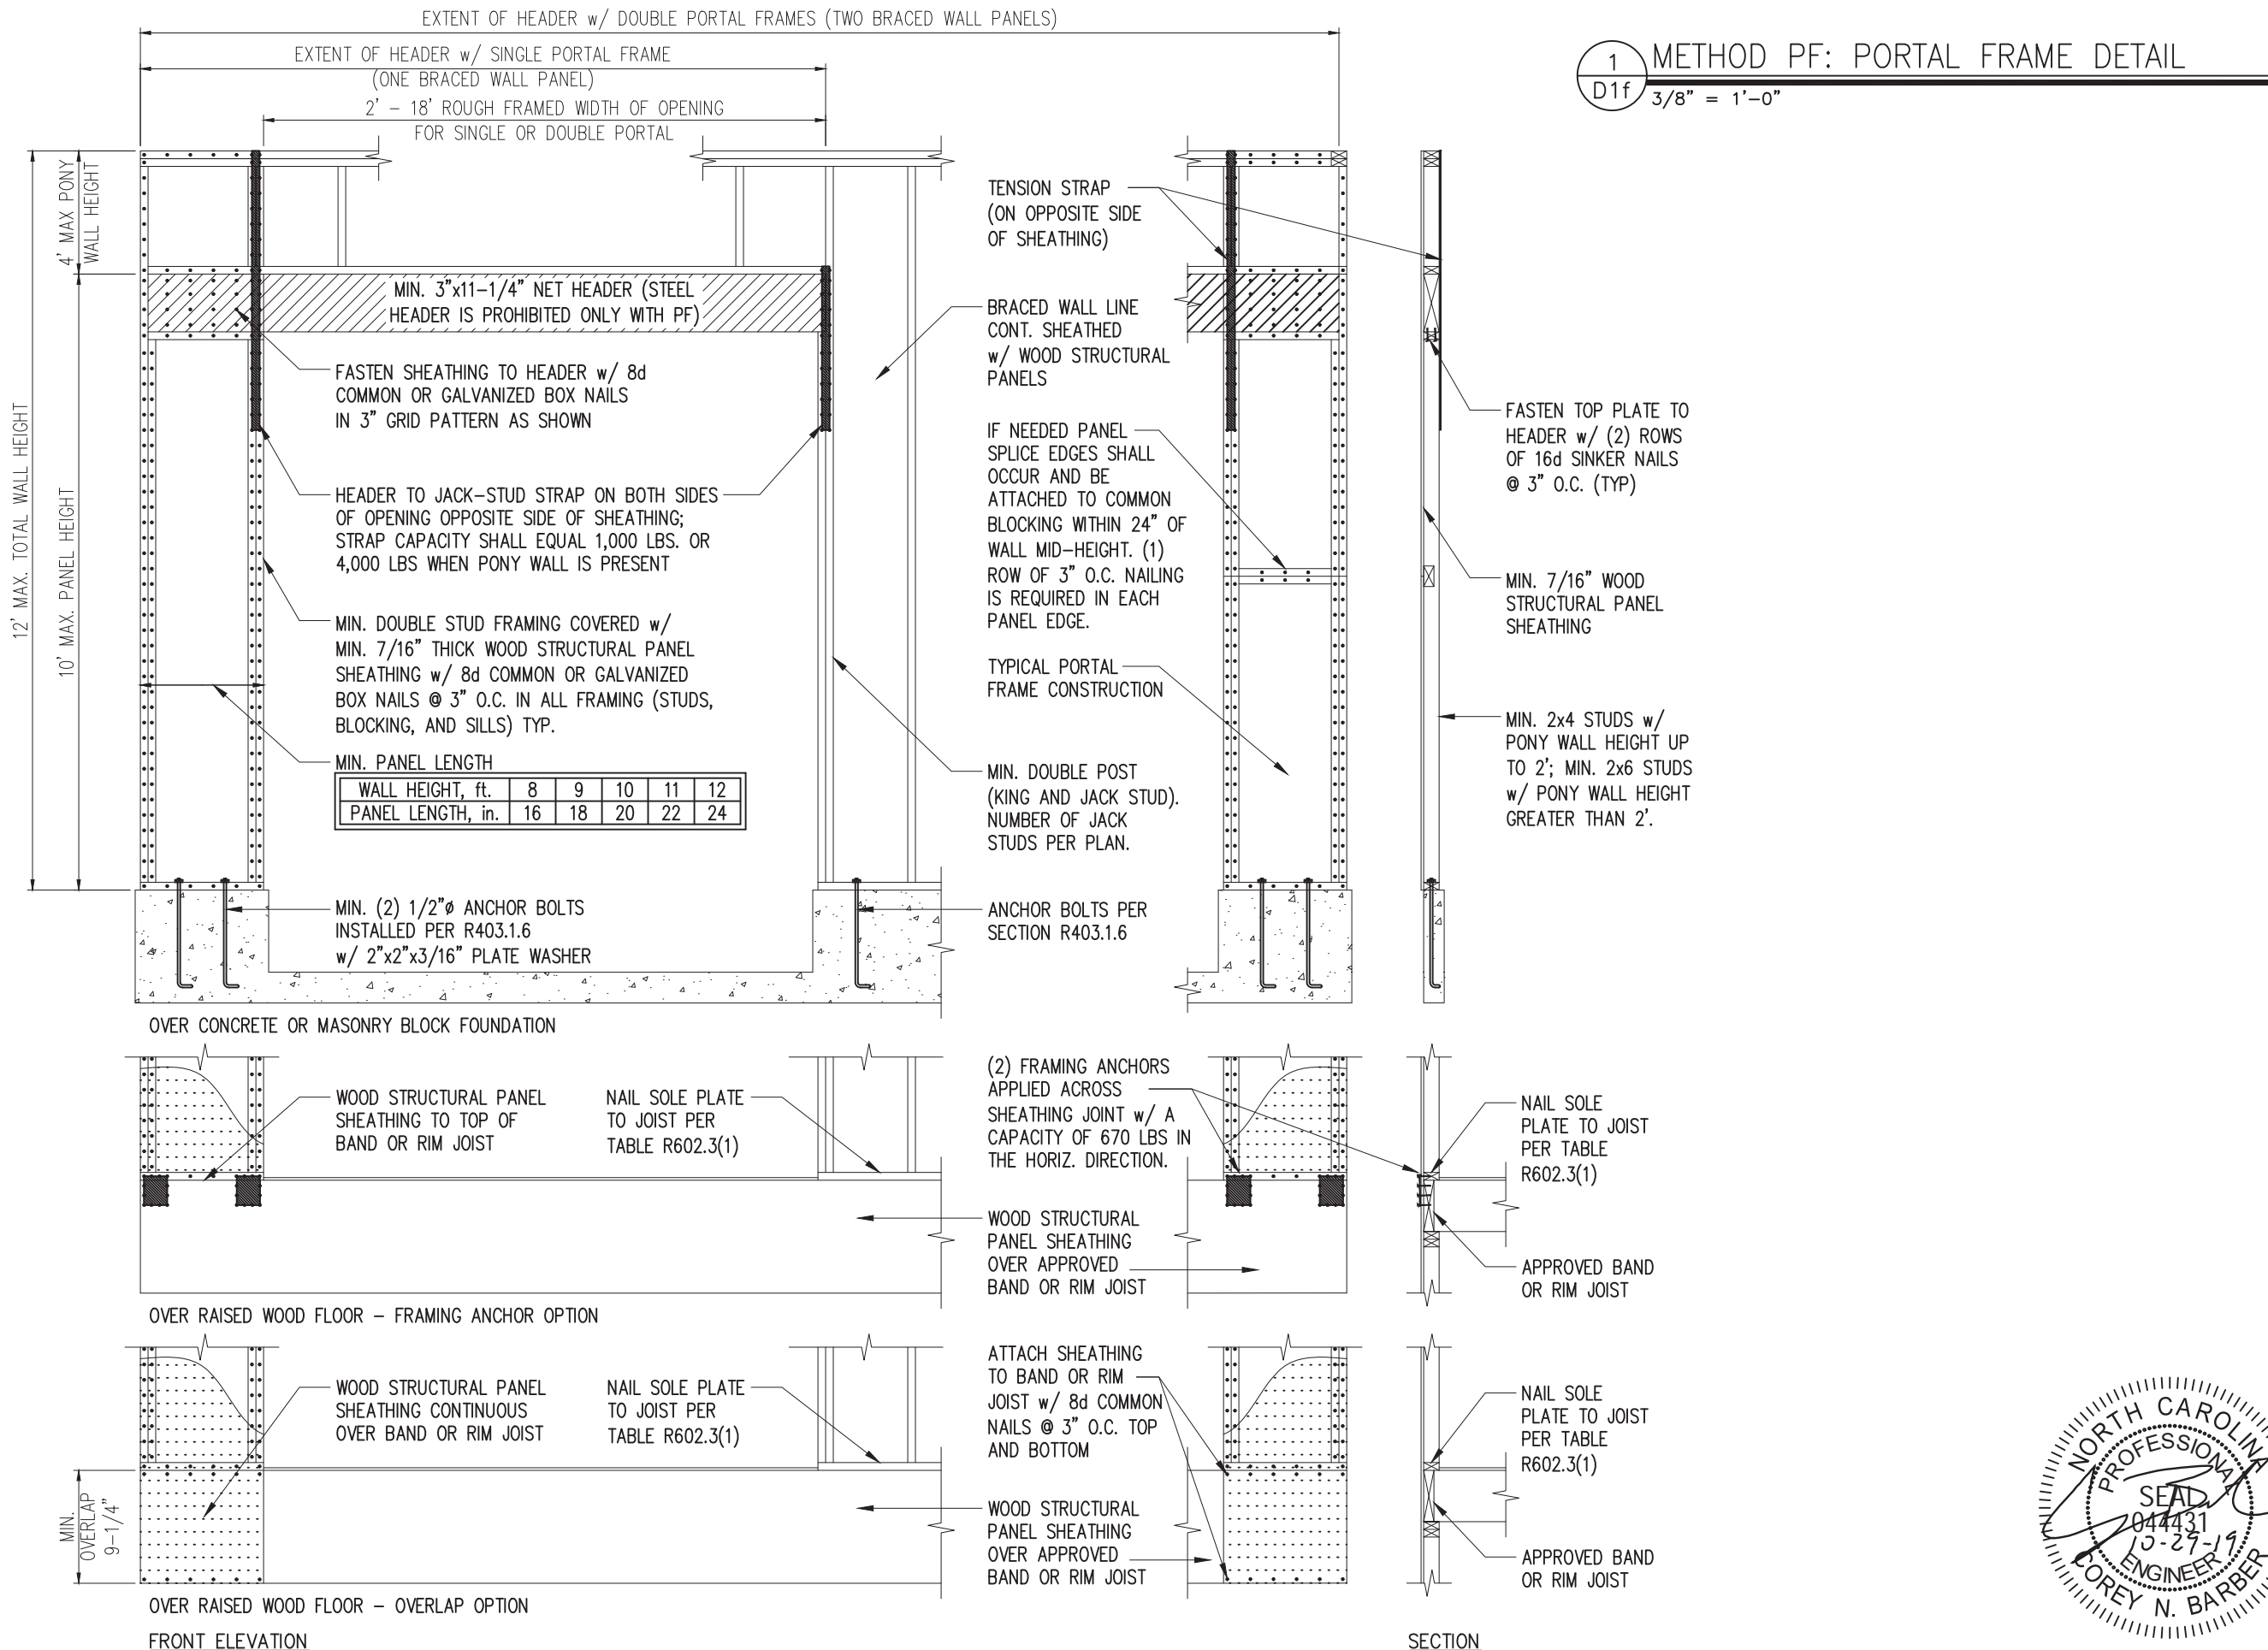 EXTENT OF HEADER w/ DOUBLE PORTAL FRAMES (TWO BRACED WALL PANELS)
EXTENT OF HEADER w/ SINGLE PORTAL FRAME
(ONE BRACED WALL PANEL)
2' - 18' ROUGH FRAMED WIDTH OF OPENING
FOR SINGLE OR DOUBLE PORTAL
1
D1f
METHOD PF: PORTAL FRAME DETAIL
3/8" = 1'-0"
12' MAX. TOTAL WALL HEIGHT
4' MAX PONY
WALL HEIGHT
10' MAX. PANEL HEIGHT
MIN. 3"x11-1/4" NET HEADER (STEEL
HEADER IS PROHIBITED ONLY WITH PF)
FASTEN SHEATHING TO HEADER w/ 8d
COMMON OR GALVANIZED BOX NAILS
IN 3" GRID PATTERN AS SHOWN
HEADER TO JACK-STUD STRAP ON BOTH SIDES
OF OPENING OPPOSITE SIDE OF SHEATHING;
STRAP CAPACITY SHALL EQUAL 1,000 LBS. OR
4,000 LBS WHEN PONY WALL IS PRESENT
MIN. DOUBLE STUD FRAMING COVERED w/
MIN. 7/16" THICK WOOD STRUCTURAL PANEL
SHEATHING w/ 8d COMMON OR GALVANIZED
BOX NAILS @ 3" O.C. IN ALL FRAMING (STUDS,
BLOCKING, AND SILLS) TYP.
MIN. PANEL LENGTH
WALL HEIGHT, ft. 8 9 10 11 12
PANEL LENGTH, in. 16 18 20 22 24
MIN. (2) 1/2"ø ANCHOR BOLTS
INSTALLED PER R403.1.6
w/ 2"x2"x3/16" PLATE WASHER
TENSION STRAP
(ON OPPOSITE SIDE
OF SHEATHING)
BRACED WALL LINE
CONT. SHEATHED
w/ WOOD STRUCTURAL
PANELS
IF NEEDED PANEL
SPLICE EDGES SHALL
OCCUR AND BE
ATTACHED TO COMMON
BLOCKING WITHIN 24" OF
WALL MID-HEIGHT. (1)
ROW OF 3" O.C. NAILING
IS REQUIRED IN EACH
PANEL EDGE.
TYPICAL PORTAL
FRAME CONSTRUCTION
MIN. DOUBLE POST
(KING AND JACK STUD).
NUMBER OF JACK
STUDS PER PLAN.
ANCHOR BOLTS PER
SECTION R403.1.6
FASTEN TOP PLATE TO
HEADER w/ (2) ROWS
OF 16d SINKER NAILS
@ 3" O.C. (TYP)
MIN. 7/16" WOOD
STRUCTURAL PANEL
SHEATHING
MIN. 2x4 STUDS w/
PONY WALL HEIGHT UP
TO 2'; MIN. 2x6 STUDS
w/ PONY WALL HEIGHT
GREATER THAN 2'.
OVER CONCRETE OR MASONRY BLOCK FOUNDATION
WOOD STRUCTURAL PANEL
SHEATHING TO TOP OF
BAND OR RIM JOIST
NAIL SOLE PLATE
TO JOIST PER
TABLE R602.3(1)
(2) FRAMING ANCHORS
APPLIED ACROSS
SHEATHING JOINT w/ A
CAPACITY OF 670 LBS IN
THE HORIZ. DIRECTION.
WOOD STRUCTURAL
PANEL SHEATHING
OVER APPROVED
BAND OR RIM JOIST
NAIL SOLE
PLATE TO JOIST
PER TABLE
R602.3(1)
APPROVED BAND
OR RIM JOIST
OVER RAISED WOOD FLOOR - FRAMING ANCHOR OPTION
WOOD STRUCTURAL PANEL
SHEATHING CONTINUOUS
OVER BAND OR RIM JOIST
NAIL SOLE PLATE
TO JOIST PER
TABLE R602.3(1)
MIN.
OVERLAP
9-1/4"
ATTACH SHEATHING
TO BAND OR RIM
JOIST w/ 8d COMMON
NAILS @ 3" O.C. TOP
AND BOTTOM
WOOD STRUCTURAL
PANEL SHEATHING
OVER APPROVED
BAND OR RIM JOIST
NAIL SOLE
PLATE TO JOIST
PER TABLE
R602.3(1)
APPROVED BAND
OR RIM JOIST
OVER RAISED WOOD FLOOR - OVERLAP OPTION
FRONT ELEVATION
SECTION
NORTH CAROLINA
PROFESSIONAL
SEAL
044431
ENGINEER
COREY N. BARBER